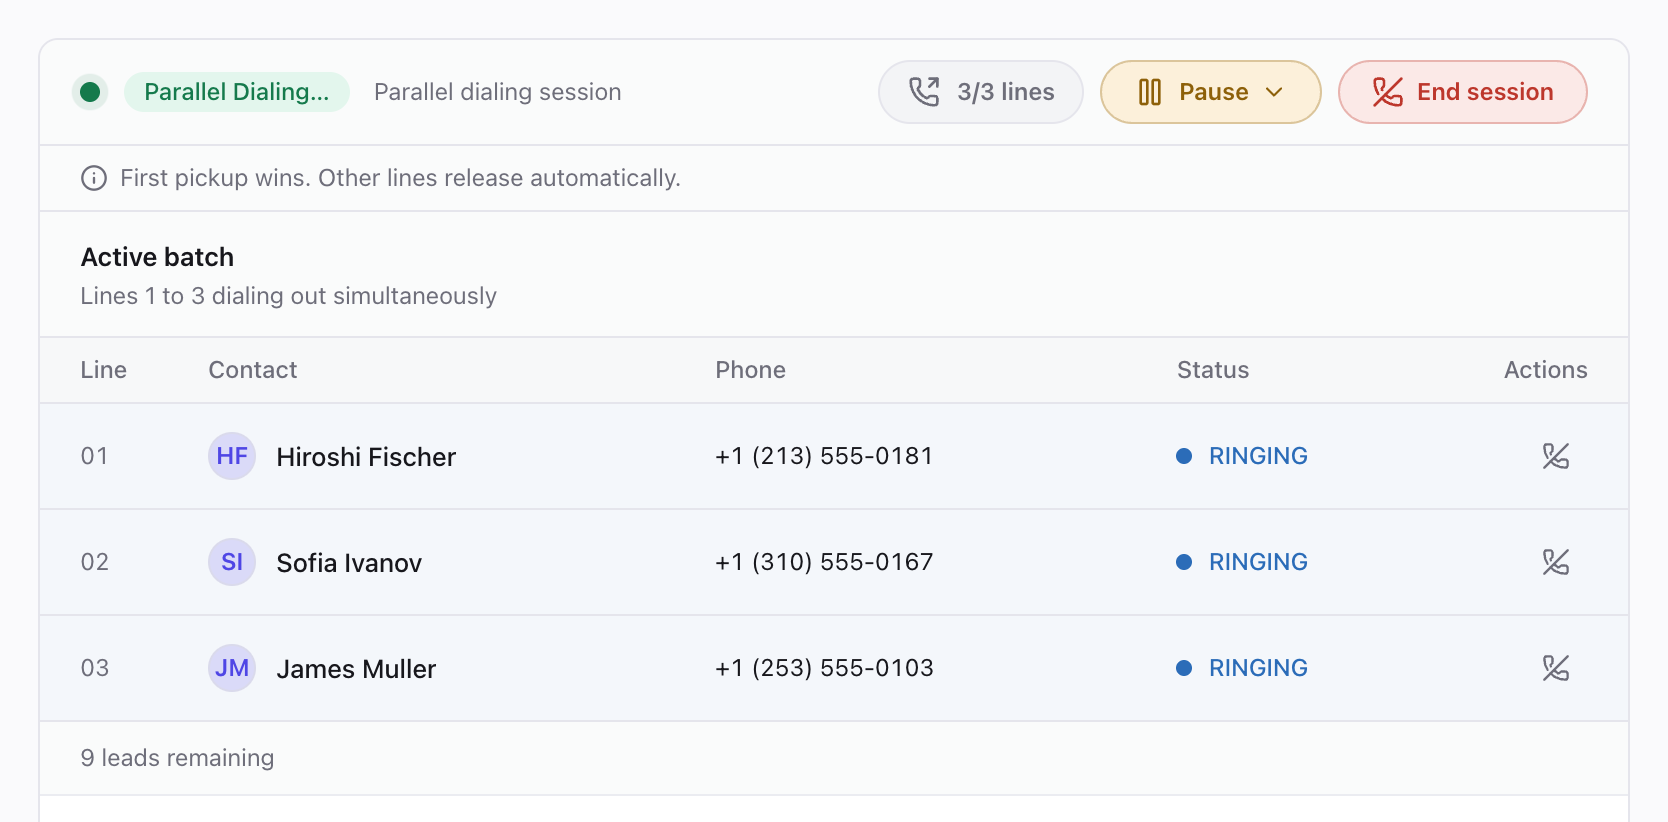 Parallel Dialing... Parallel dialing session 3/3 lines Pause End session
First pickup wins. Other lines release automatically.
Active batch
Lines 1 to 3 dialing out simultaneously
Line Contact Phone Status Actions
01 HF Hiroshi Fischer +1 (213) 555-0181 RINGING
02 SI Sofia Ivanov +1 (310) 555-0167 RINGING
03 JM James Muller +1 (253) 555-0103 RINGING
9 leads remaining